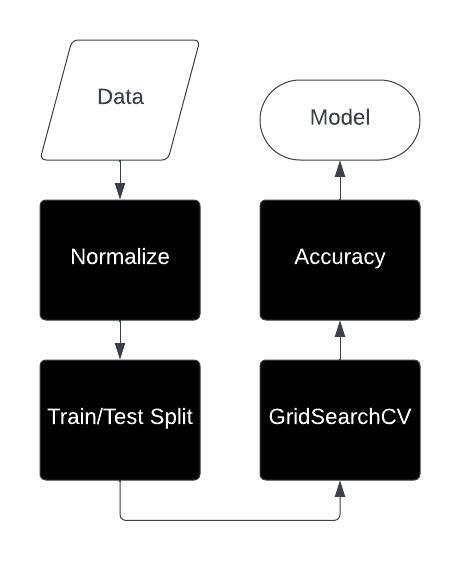 Data
Normalize
Train/Test Split
GridSearchCV
Accuracy
Model